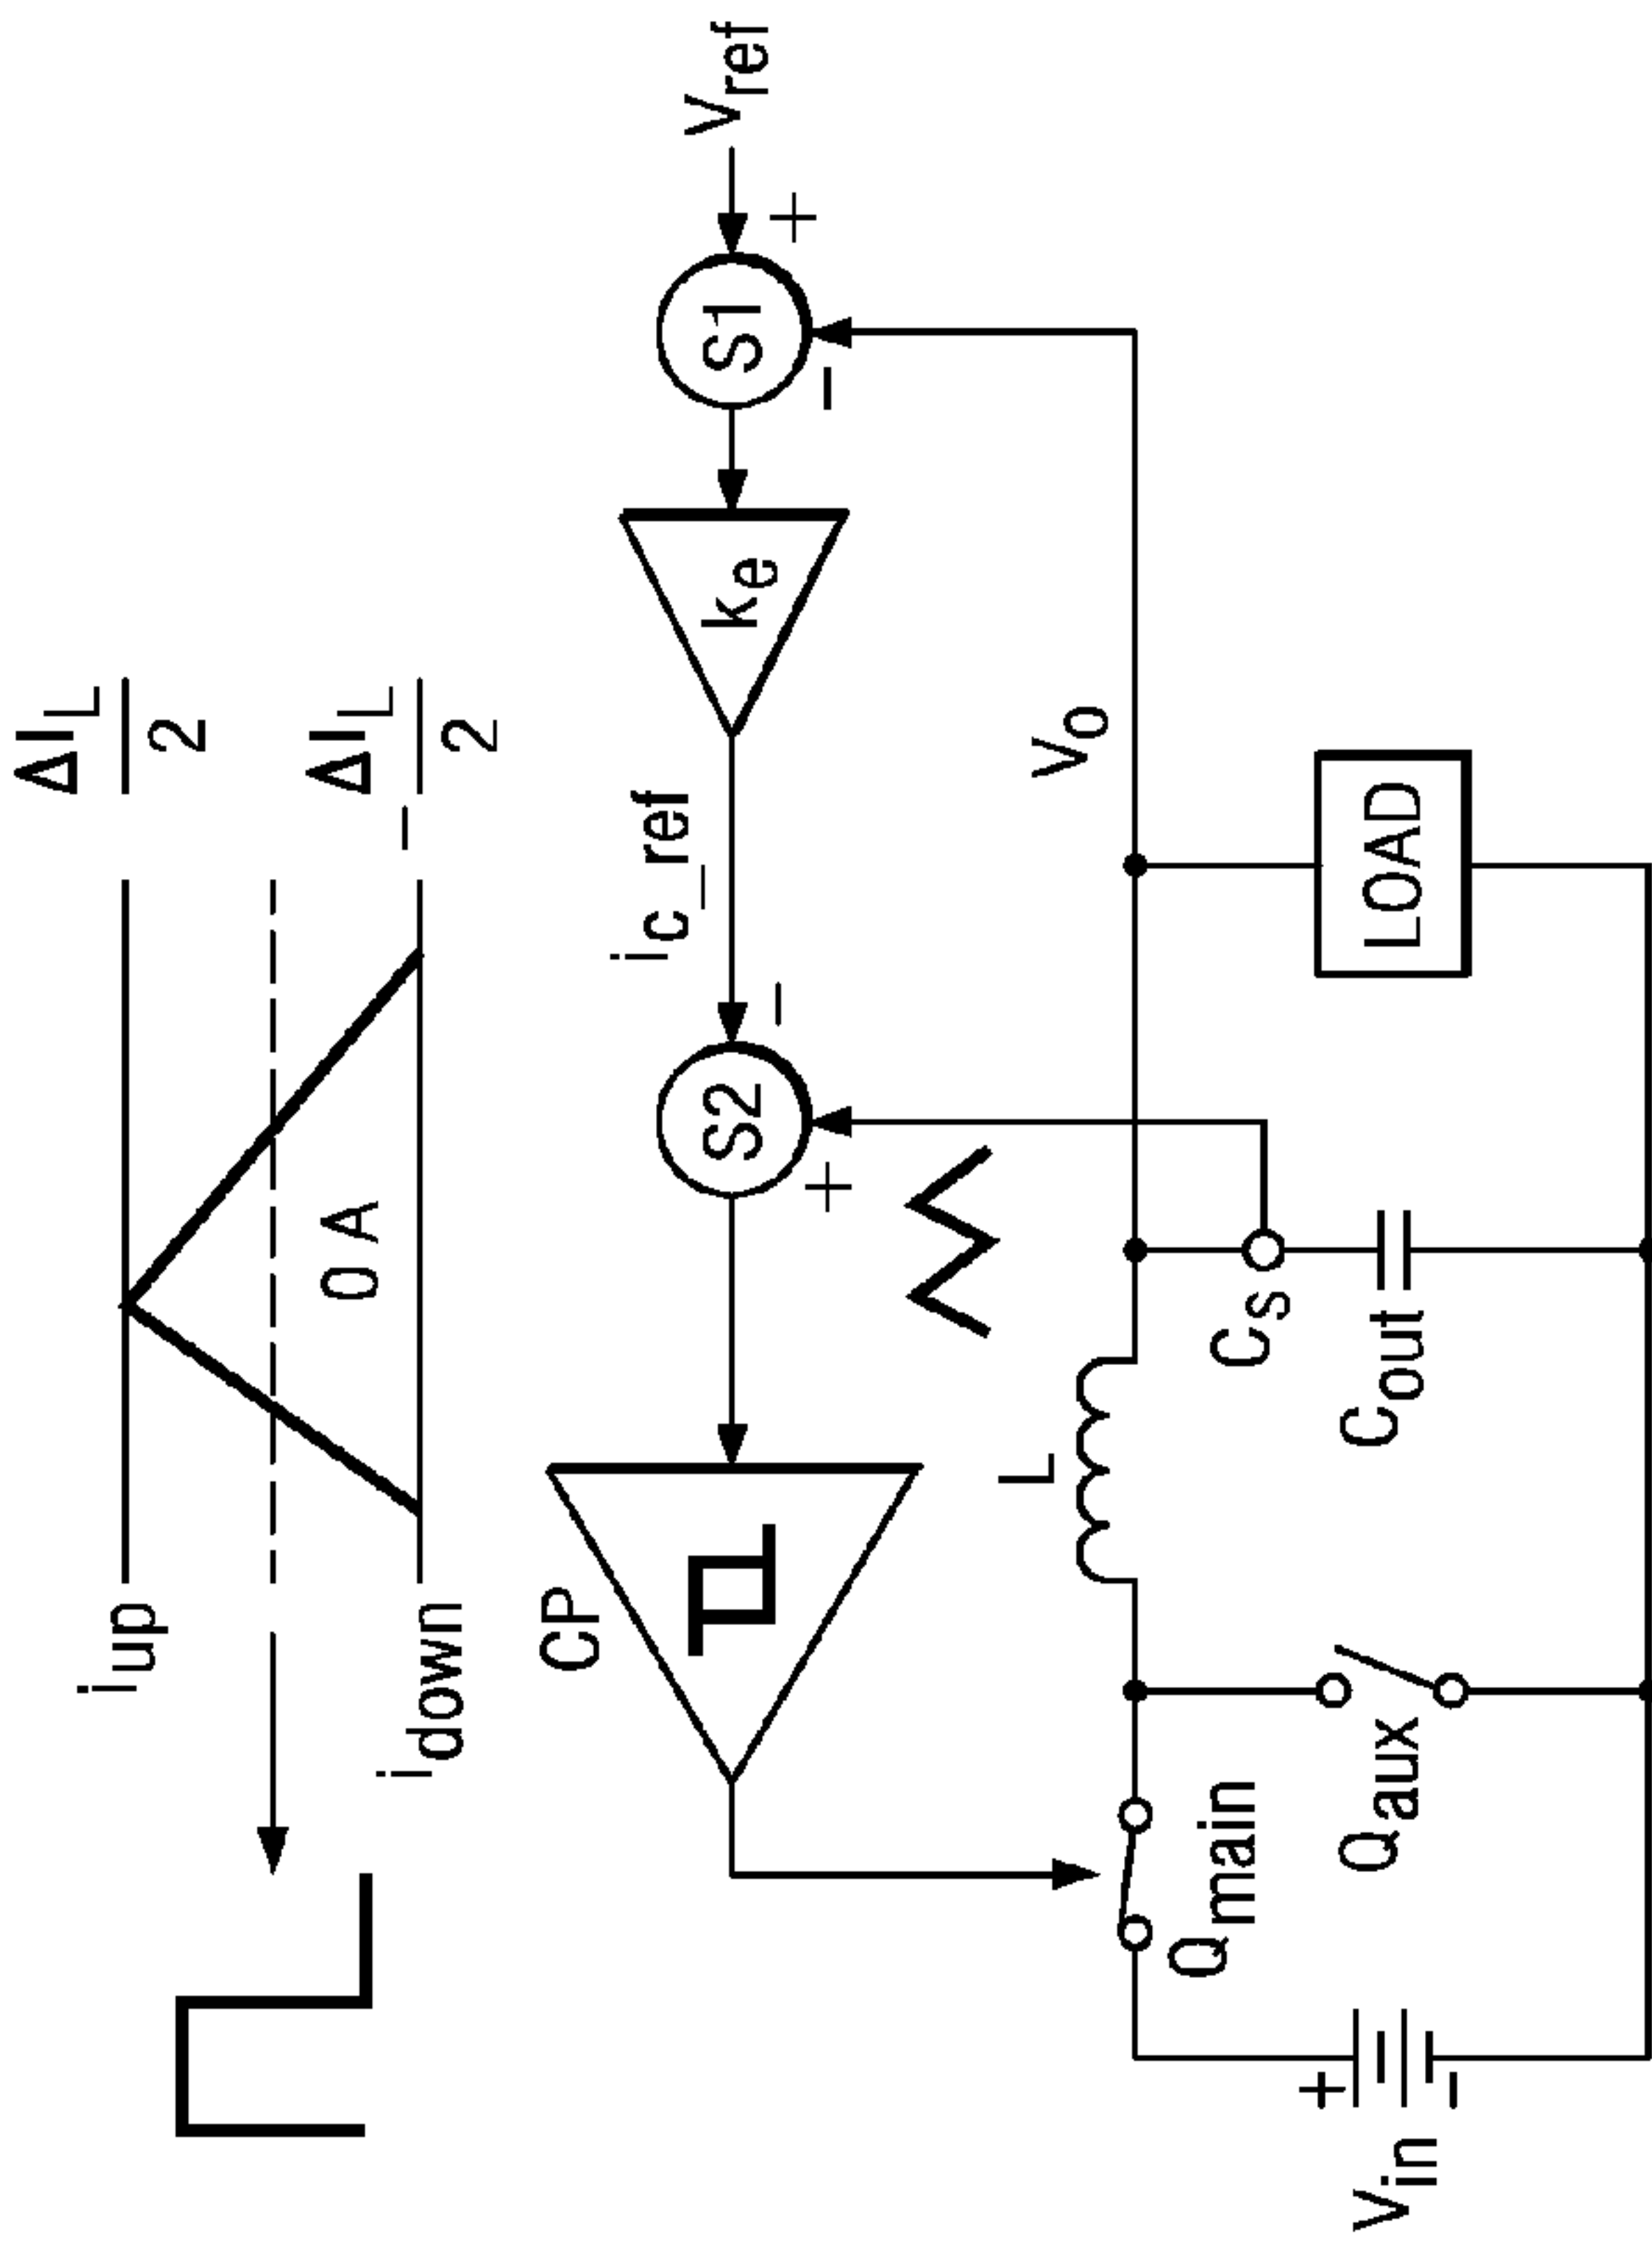 i_up
ΔI_L
2
0 A
i_down
- ΔI_L
2
CP
S2
+
-
i_c_ref
k_e
S1
+
-
V_ref
L
V_o
Q_main
Q_aux
C_s
C_out
LOAD
V_in
+
-